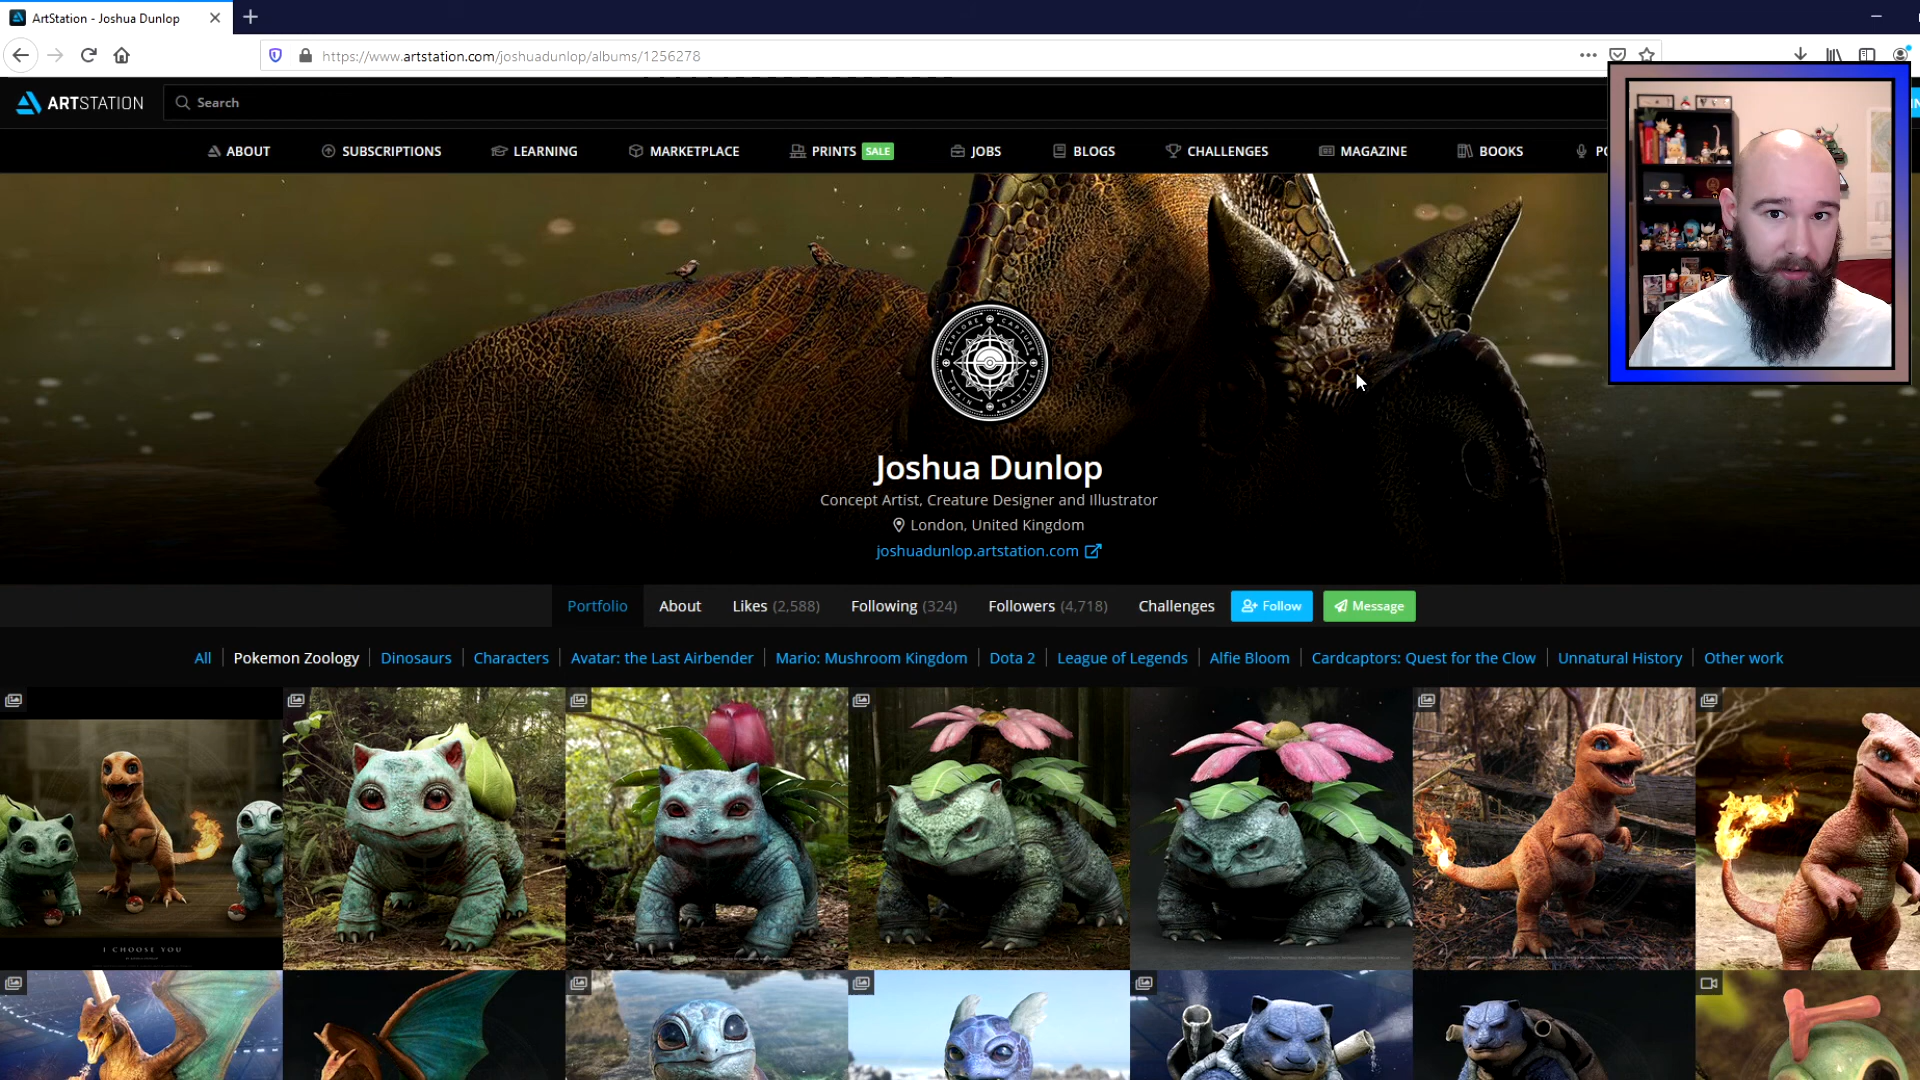 ArtStation - Joshua Dunlop
https://www.artstation.com/joshuadunlop/albums/1256278
ARTSTATION
Search
ABOUT
SUBSCRIPTIONS
LEARNING
MARKETPLACE
PRINTS SALE
JOBS
BLOGS
CHALLENGES
MAGAZINE
BOOKS
EXPLORE CAPTURE
TRAIN BATTLE
Joshua Dunlop
Concept Artist, Creature Designer and Illustrator
London, United Kingdom
joshuadunlop.artstation.com
Portfolio About Likes (2,588) Following (324) Followers (4,718) Challenges Follow Message
All Pokemon Zoology Dinosaurs Characters Avatar: the Last Airbender Mario: Mushroom Kingdom Dota 2 League of Legends Alfie Bloom Cardcaptors: Quest for the Clow Unnatural History Other work
I CHOOSE YOU